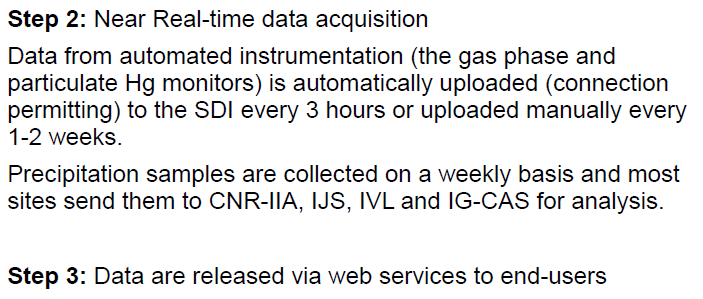 Step 2: Near Real-time data acquisition
Data from automated instrumentation (the gas phase and
particulate Hg monitors) is automatically uploaded (connection
permitting) to the SDI every 3 hours or uploaded manually every
1-2 weeks.
Precipitation samples are collected on a weekly basis and most
sites send them to CNR-IIA, IJS, IVL and IG-CAS for analysis.
Step 3: Data are released via web services to end-users